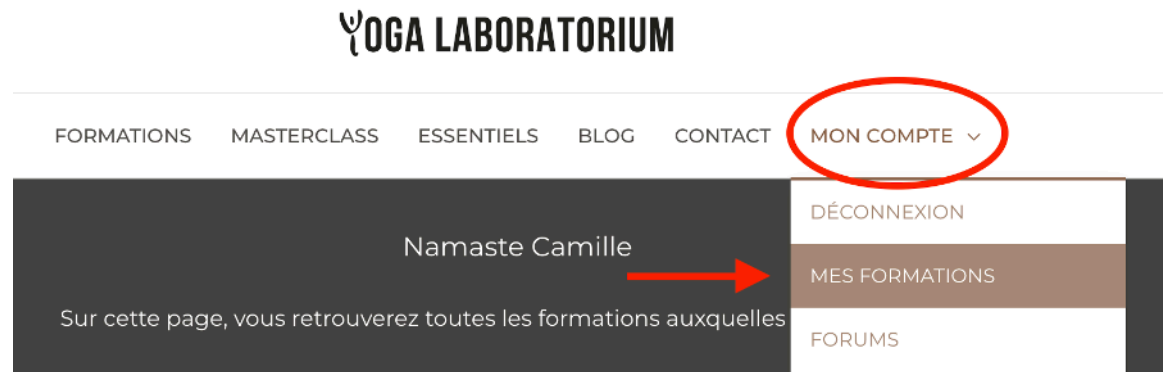 YOGA LABORATORIUM
FORMATIONS MASTERCLASS ESSENTIELS BLOG CONTACT MON COMPTE
DÉCONNEXION
Namaste Camille
MES FORMATIONS
Sur cette page, vous retrouverez toutes les formations auxquelles
FORUMS